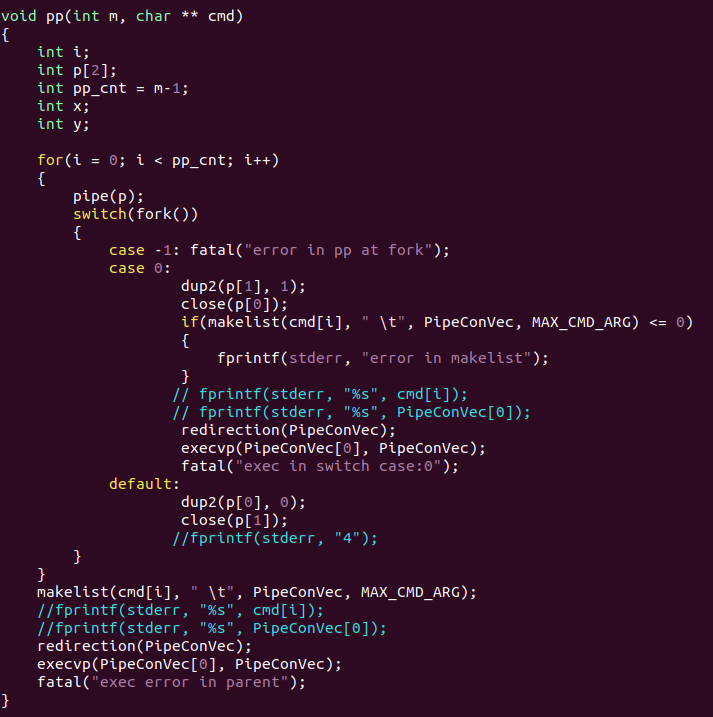 void pp(int m, char ** cmd)
{
    int i;
    int p[2];
    int pp_cnt = m-1;
    int x;
    int y;

    for(i = 0; i < pp_cnt; i++)
    {
        pipe(p);
        switch(fork())
        {
            case -1: fatal("error in pp at fork");
            case 0:
                    dup2(p[1], 1);
                    close(p[0]);
                    if(makelist(cmd[i], " \t", PipeConVec, MAX_CMD_ARG) <= 0)
                    {
                        fprintf(stderr, "error in makelist");
                    }
                   // fprintf(stderr, "%s", cmd[i]);
                   // fprintf(stderr, "%s", PipeConVec[0]);
                    redirection(PipeConVec);
                    execvp(PipeConVec[0], PipeConVec);
                    fatal("exec in switch case:0");
            default:
                    dup2(p[0], 0);
                    close(p[1]);
                   //fprintf(stderr, "4");
        }
    }
    makelist(cmd[i], " \t", PipeConVec, MAX_CMD_ARG);
    //fprintf(stderr, "%s", cmd[i]);
    //fprintf(stderr, "%s", PipeConVec[0]);
    redirection(PipeConVec);
    execvp(PipeConVec[0], PipeConVec);
    fatal("exec error in parent");
}